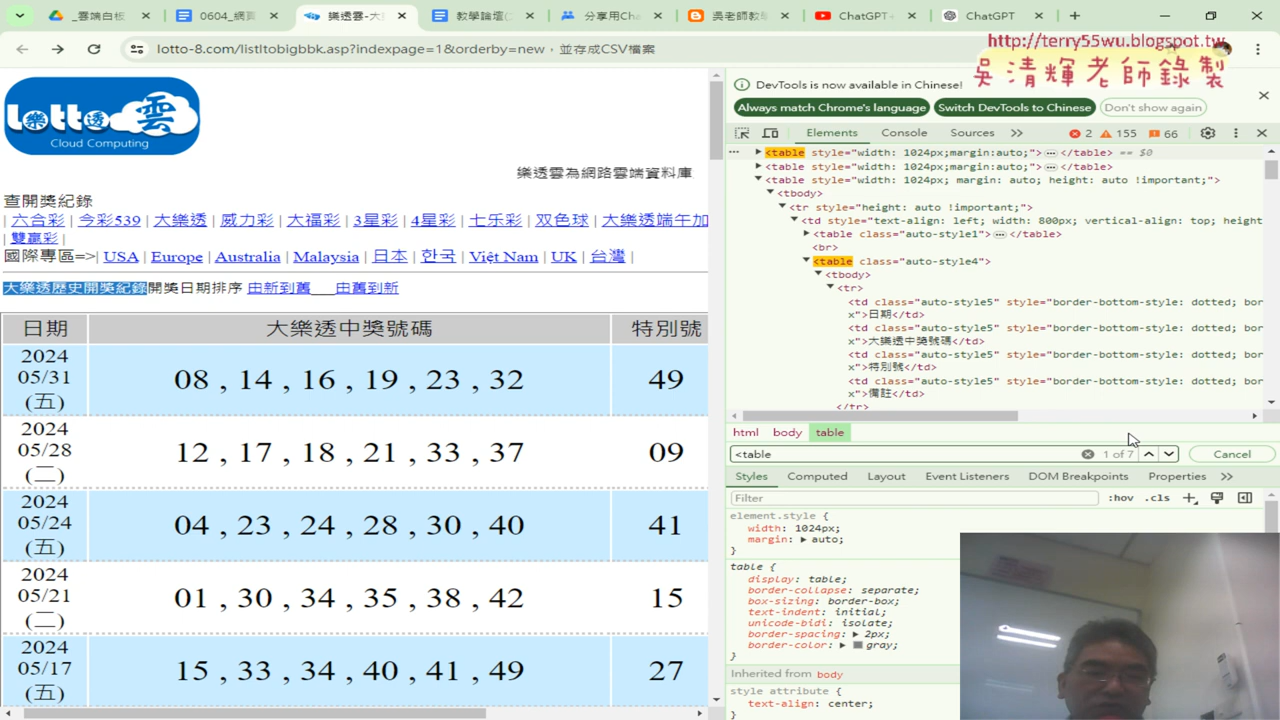 _雲端白板
0604_網頁
樂透雲-大
教學論壇(
分享用Cha
吳老師教
ChatGPT+
ChatGPT
lotto-8.com/listltobigbbk.asp?indexpage=1&orderby=new,並存成CSV檔案
http://terry55wu.blogspot.tw
吳清輝老師錄製
Lotto 樂透 雲
Cloud Computing
樂透雲為網路雲端資料庫
查開獎紀錄
| 六合彩 | 今彩539 | 大樂透 | 威力彩 | 大福彩 | 3星彩 | 4星彩 | 七乐彩 | 双色球 | 大樂透端午加
| 雙贏彩 |
國際專區=>| USA | Europe | Australia | Malaysia | 日本 | 한국 | Việt Nam | UK | 台灣 |
大樂透歷史開獎紀錄開獎日期排序 由新到舊___由舊到新
日期 大樂透中獎號碼 特別號
2024
05/31
(五)
08 , 14 , 16 , 19 , 23 , 32 49
2024
05/28
(二)
12 , 17 , 18 , 21 , 33 , 37 09
2024
05/24
(五)
04 , 23 , 24 , 28 , 30 , 40 41
2024
05/21
(二)
01 , 30 , 34 , 35 , 38 , 42 15
2024
05/17
(五)
15 , 33 , 34 , 40 , 41 , 49 27
DevTools is now available in Chinese!
Always match Chrome's language Switch DevTools to Chinese Don't show again
Elements Console Sources 2 155 66
<table style="width: 1024px;margin:auto;"> </table> == $0
<table style="width: 1024px;margin:auto;"> </table>
<table style="width: 1024px; margin: auto; height: auto !important;">
<tbody>
<tr style="height: auto !important;">
<td style="text-align: left; width: 800px; vertical-align: top; height
<table class="auto-style1"> </table>
<br>
<table class="auto-style4">
<tbody>
<tr>
<td class="auto-style5" style="border-bottom-style: dotted; bor
x">日期</td>
<td class="auto-style5" style="border-bottom-style: dotted; bor
x">大樂透中獎號碼</td>
<td class="auto-style5" style="border-bottom-style: dotted; bor
x">特別號</td>
<td class="auto-style5" style="border-bottom-style: dotted; bor
x">備註</td>
</tr>
html body table
<table 1 of 7 Cancel
Styles Computed Layout Event Listeners DOM Breakpoints Properties
Filter :hov .cls
element.style {
width: 1024px;
margin: auto;
}
table {
display: table;
border-collapse: separate;
box-sizing: border-box;
text-indent: initial;
unicode-bidi: isolate;
border-spacing: 2px;
border-color: gray;
}
Inherited from body
style attribute {
text-align: center;
}